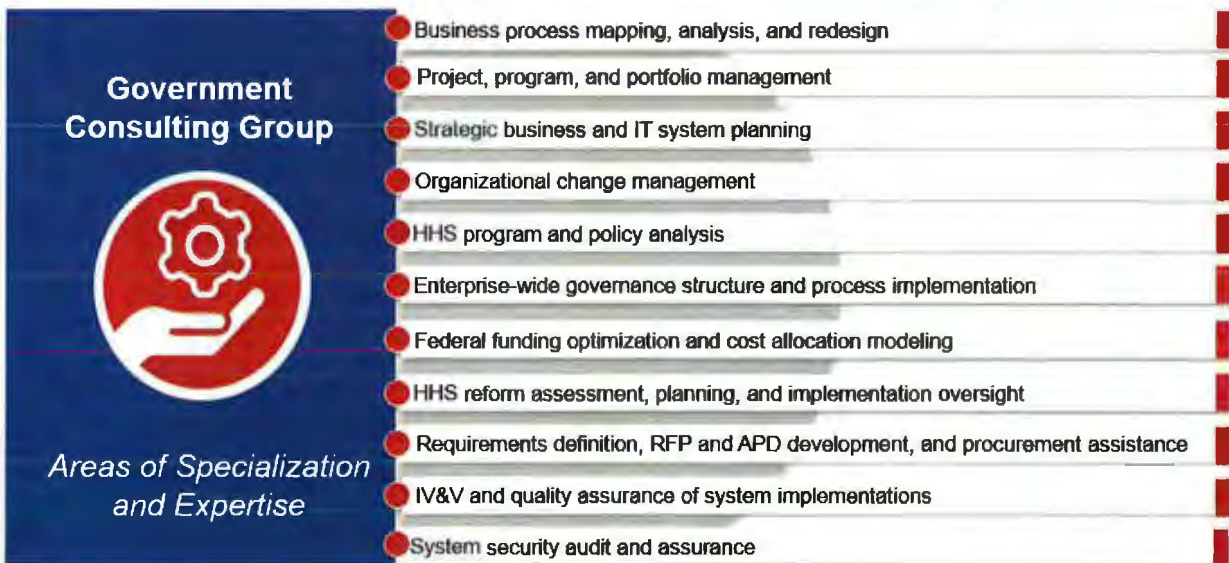 Government
Consulting Group
Areas of Specialization
and Expertise
Business process mapping, analysis, and redesign
Project, program, and portfolio management
Strategic business and IT system planning
Organizational change management
HHS program and policy analysis
Enterprise-wide governance structure and process implementation
Federal funding optimization and cost allocation modeling
HHS reform assessment, planning, and implementation oversight
Requirements definition, RFP and APD development, and procurement assistance
IV&V and quality assurance of system implementations
System security audit and assurance